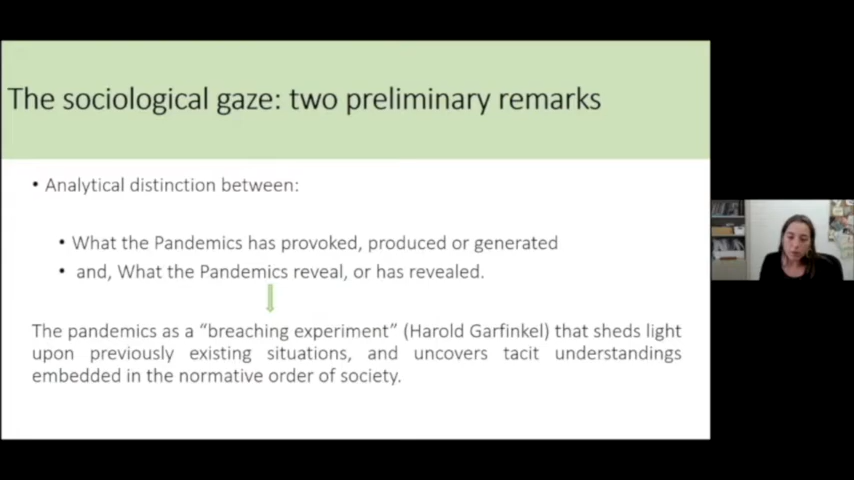 The sociological gaze: two preliminary remarks
• Analytical distinction between:
• What the Pandemics has provoked, produced or generated
• and, What the Pandemics reveal, or has revealed.
The pandemics as a “breaching experiment” (Harold Garfinkel) that sheds light
upon previously existing situations, and uncovers tacit understandings
embedded in the normative order of society.